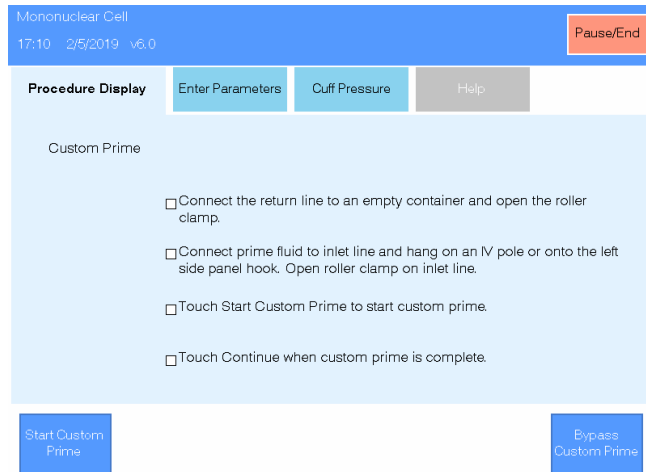 Mononuclear Cell
17:10 2/5/2019 v6.0
Pause/End
Procedure Display
Enter Parameters
Cuff Pressure
Help
Custom Prime
Connect the return line to an empty container and open the roller
clamp.
Connect prime fluid to inlet line and hang on an IV pole or onto the left
side panel hook. Open roller clamp on inlet line.
Touch Start Custom Prime to start custom prime.
Touch Continue when custom prime is complete.
Start Custom
Prime
Bypass
Custom Prime